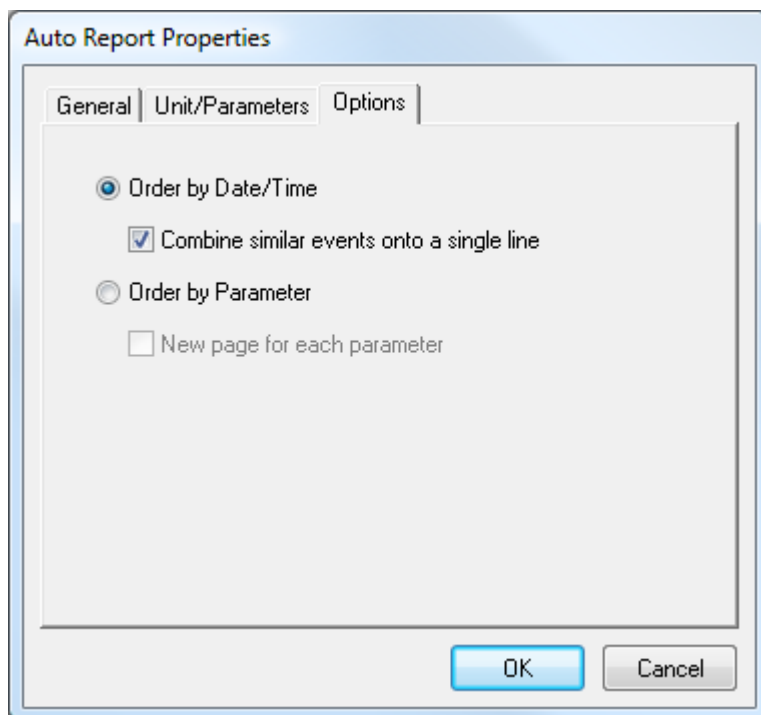 Auto Report Properties
General Unit/Parameters Options
Order by Date/Time
Combine similar events onto a single line
Order by Parameter
New page for each parameter
OK Cancel